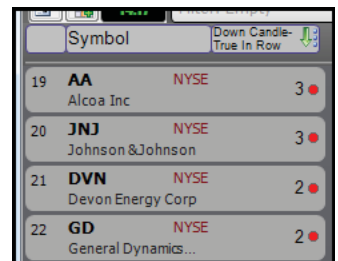 Symbol
Down Candle-
True In Row
19 AA NYSE 3
Alcoa Inc
20 JNJ NYSE 3
Johnson &Johnson
21 DVN NYSE 2
Devon Energy Corp
22 GD NYSE 2
General Dynamics...